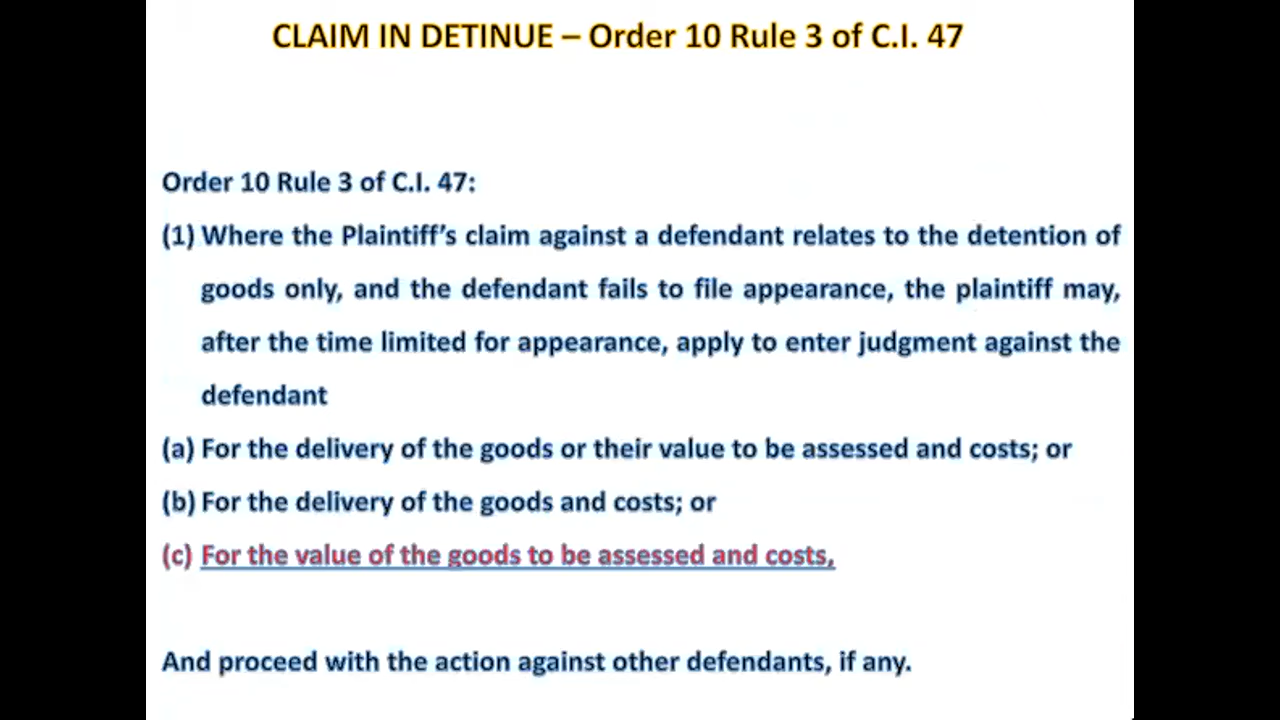 CLAIM IN DETINUE – Order 10 Rule 3 of C.I. 47
Order 10 Rule 3 of C.I. 47:
(1) Where the Plaintiff’s claim against a defendant relates to the detention of
goods only, and the defendant fails to file appearance, the plaintiff may,
after the time limited for appearance, apply to enter judgment against the
defendant
(a) For the delivery of the goods or their value to be assessed and costs; or
(b) For the delivery of the goods and costs; or
(c) For the value of the goods to be assessed and costs,
And proceed with the action against other defendants, if any.